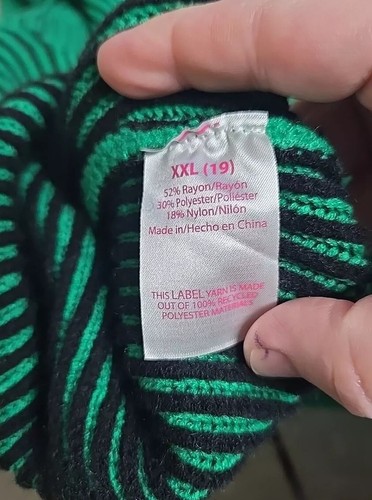 XXL (19)
52% Rayon/Rayón
30% Polyester/Poliéster
18% Nylon/Nilón
Made in/Hecho en China
THIS LABEL YARN IS MADE
OUT OF 100% RECYCLED
POLYESTER MATERIALS